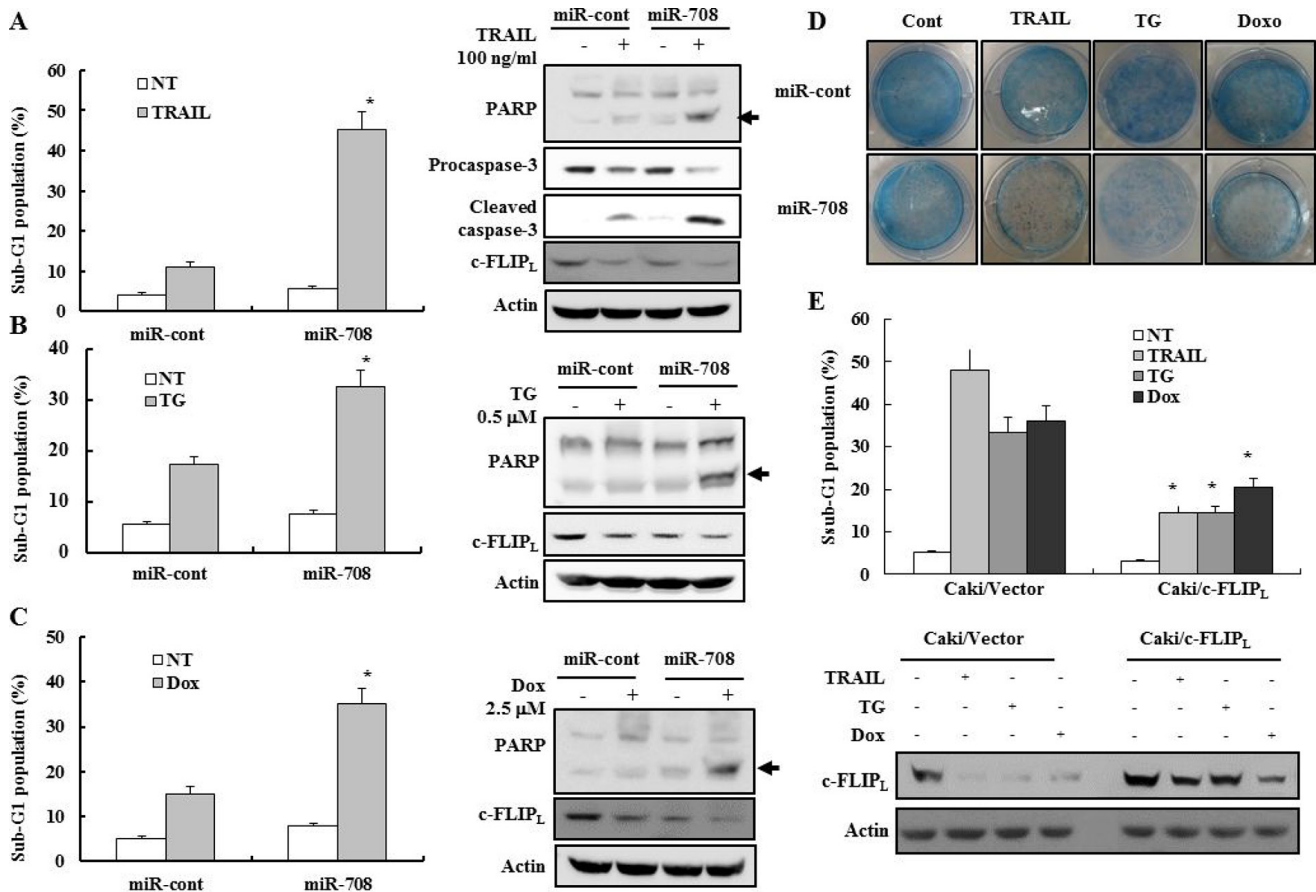 A
60
50
40
30
20
10
0
Sub-G1 population (%)
NT
TRAIL
*
miR-cont
miR-708
miR-cont miR-708
TRAIL
100 ng/ml
- + - +
PARP
Procaspase-3
Cleaved
caspase-3
c-FLIPL
Actin
B
40
30
20
10
0
Sub-G1 population (%)
NT
TG
*
miR-cont
miR-708
miR-cont miR-708
TG
0.5 µM
- + - +
PARP
c-FLIPL
Actin
C
50
40
30
20
10
0
Sub-G1 population (%)
NT
Dox
*
miR-cont
miR-708
miR-cont miR-708
Dox
2.5 µM
- + - +
PARP
c-FLIPL
Actin
D
Cont TRAIL TG Doxo
miR-cont
miR-708
E
60
50
40
30
20
10
0
Ssub-G1 population (%)
NT
TRAIL
TG
Dox
* * *
Caki/Vector
Caki/c-FLIPL
Caki/Vector Caki/c-FLIPL
TRAIL - + - - - + - -
TG - - + - - - + -
Dox - - - + - - - +
c-FLIPL
Actin